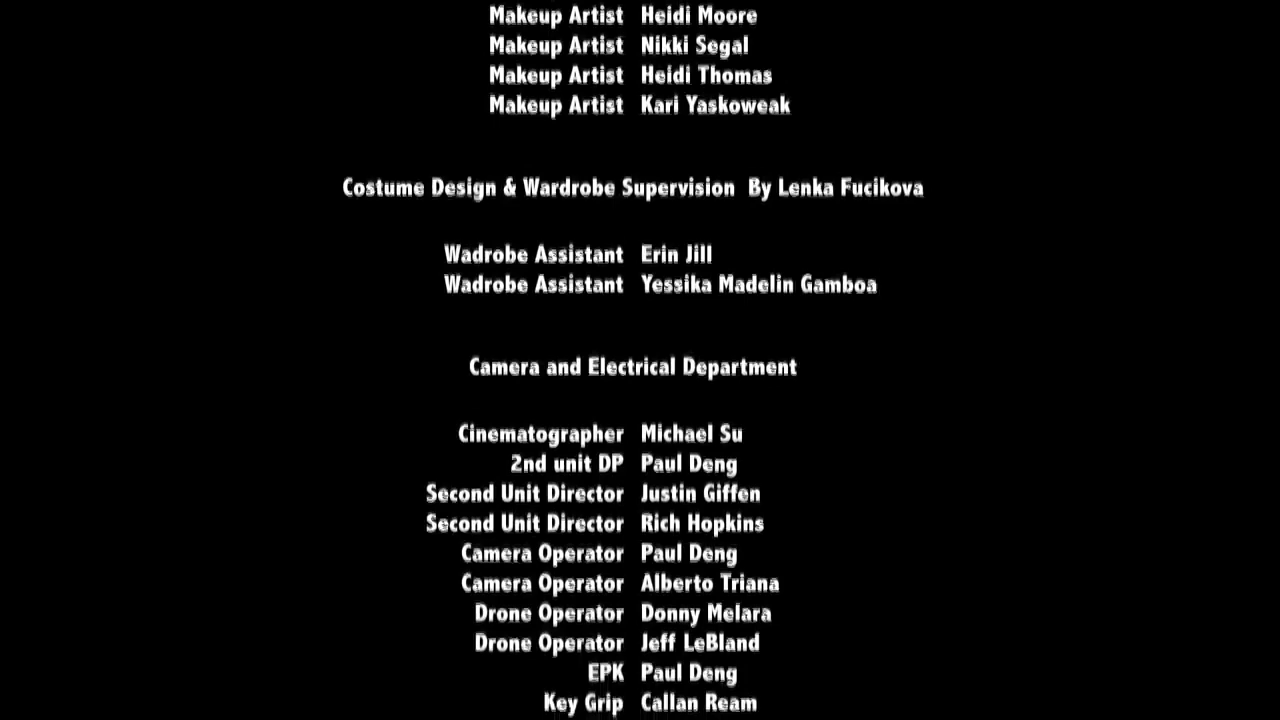 Makeup Artist Heidi Moore
Makeup Artist Nikki Segal
Makeup Artist Heidi Thomas
Makeup Artist Kari Yaskoweak
Costume Design & Wardrobe Supervision By Lenka Fucikova
Wadrobe Assistant Erin Jill
Wadrobe Assistant Yessika Madelin Gamboa
Camera and Electrical Department
Cinematographer Michael Su
2nd unit DP Paul Deng
Second Unit Director Justin Giffen
Second Unit Director Rich Hopkins
Camera Operator Paul Deng
Camera Operator Alberto Triana
Drone Operator Donny Melara
Drone Operator Jeff LeBland
EPK Paul Deng
Key Grip Callan Ream